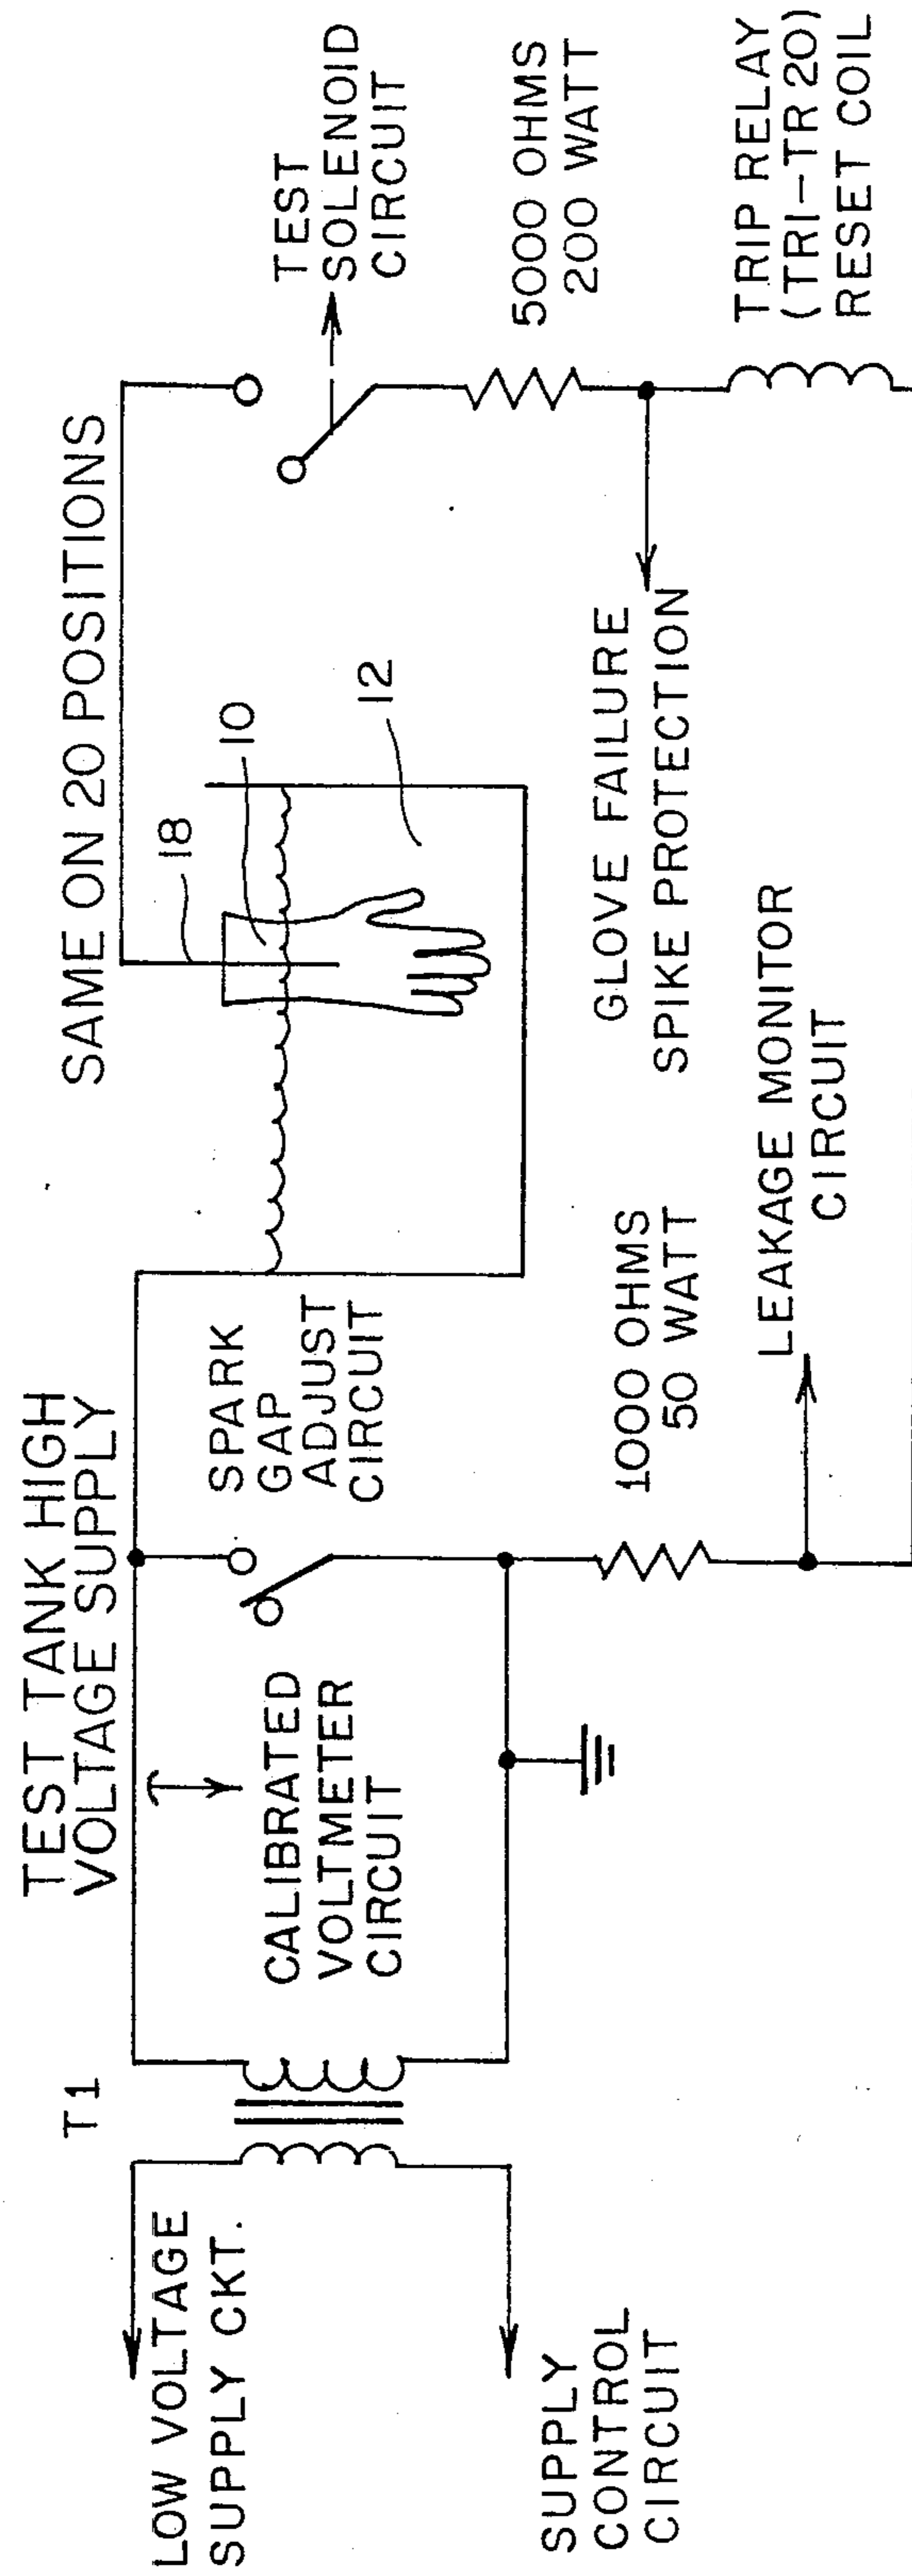 TEST TANK HIGH
VOLTAGE SUPPLY
SAME ON 20 POSITIONS
T1
LOW VOLTAGE
SUPPLY CKT.
SUPPLY
CONTROL
CIRCUIT
CALIBRATED
VOLTMETER
CIRCUIT
SPARK
GAP
ADJUST
CIRCUIT
18
10
12
TEST
SOLENOID
CIRCUIT
5000 OHMS
200 WATT
1000 OHMS
50 WATT
GLOVE FAILURE
SPIKE PROTECTION
LEAKAGE MONITOR
CIRCUIT
TRIP RELAY
(TRI-TR 20)
RESET COIL